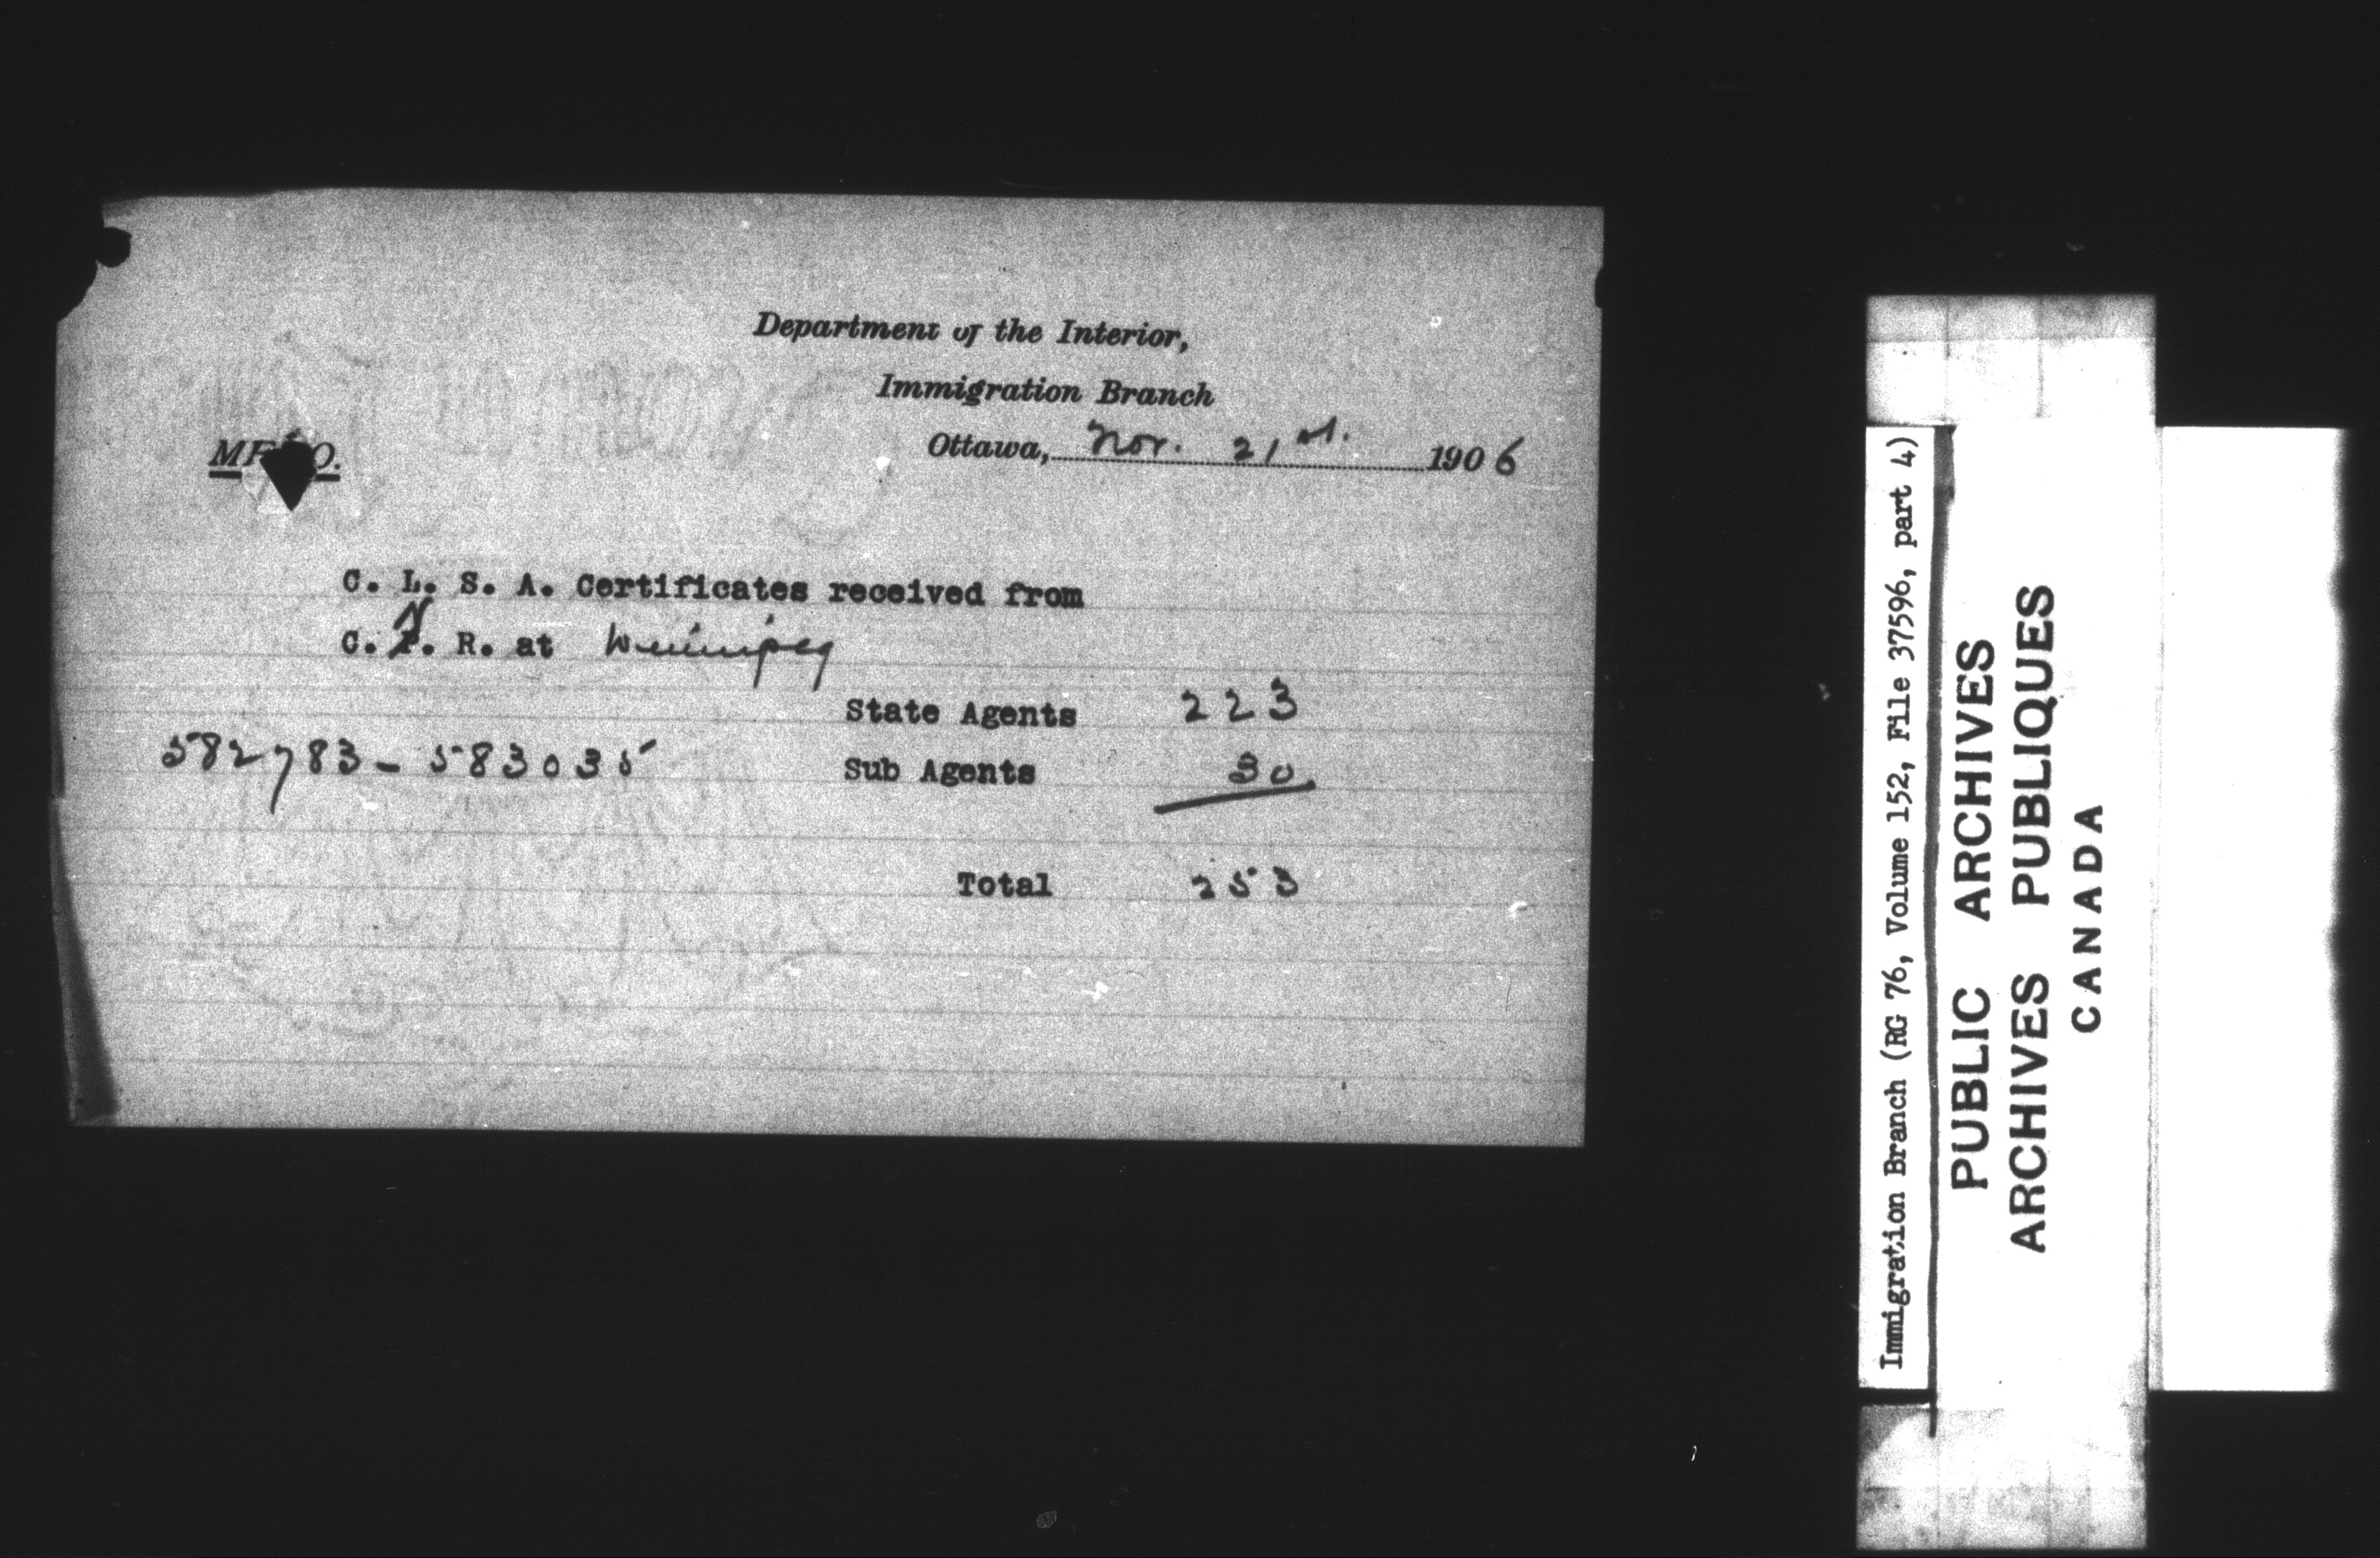 Department of the Interior,
Immigration Branch
Ottawa, Nov. 21st. 1906
MEMO.
C. L. S. A. Certificates received from
C. N. R. at Winnipeg
State Agents 223
582783 - 583035 Sub Agents 30
Total 253
Immigration Branch (RG 76, Volume 152, File 37596, part 4)
PUBLIC ARCHIVES
ARCHIVES PUBLIQUES
CANADA